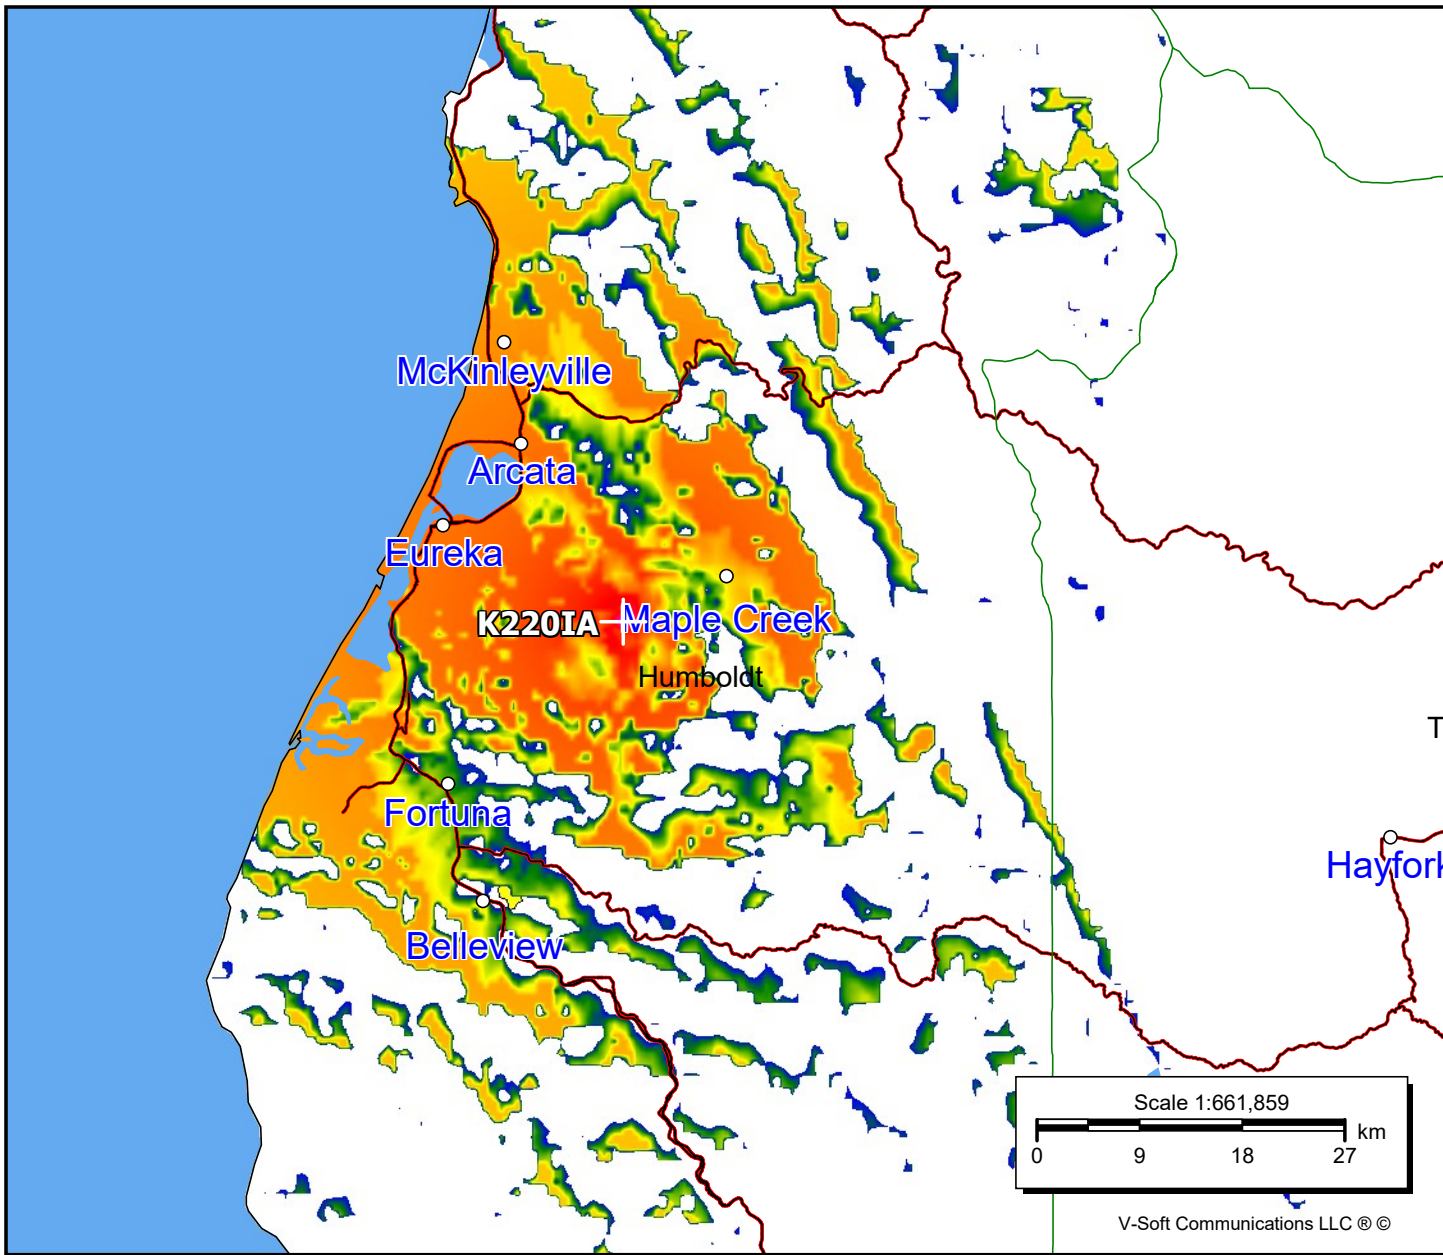 McKinleyville
Arcata
Eureka
K220IA
Maple Creek
Humboldt
T
Fortuna
Hayfork
Belleview
Scale 1:661,859
km
0 9 18 27
V-Soft Communications LLC ® ©